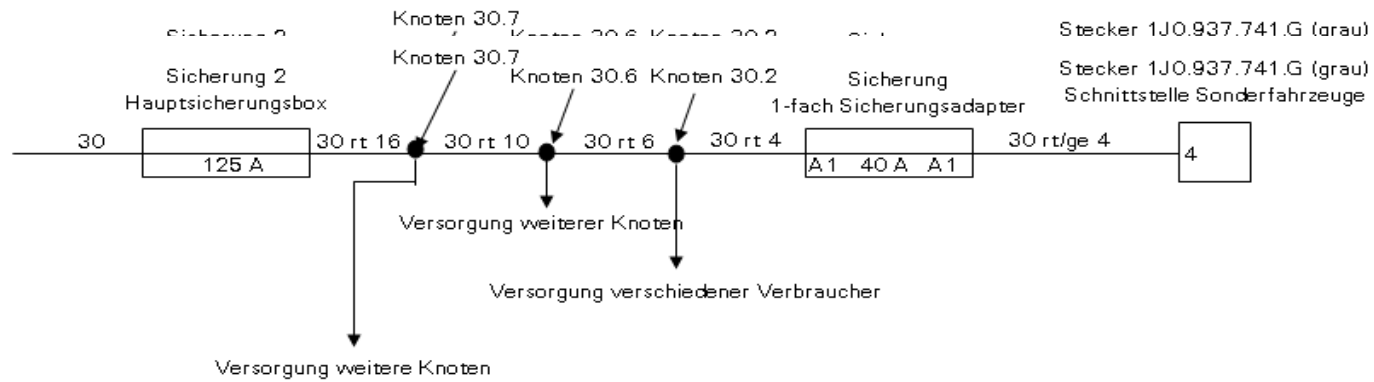 Knoten 30.7
Stecker 1J0.937.741.G (grau)
Knoten 30.7
Sicherung 2
Hauptsicherungsbox
Knoten 30.6
Knoten 30.2
Sicherung
1-fach Sicherungsadapter
Stecker 1J0.937.741.G (grau)
Schnittstelle Sonderfahrzeuge
30
125 A
30 rt 16
30 rt 10
30 rt 6
30 rt 4
A1 40 A A1
30 rt/ge 4
4
Versorgung weiterer Knoten
Versorgung verschiedener Verbraucher
Versorgung weitere Knoten